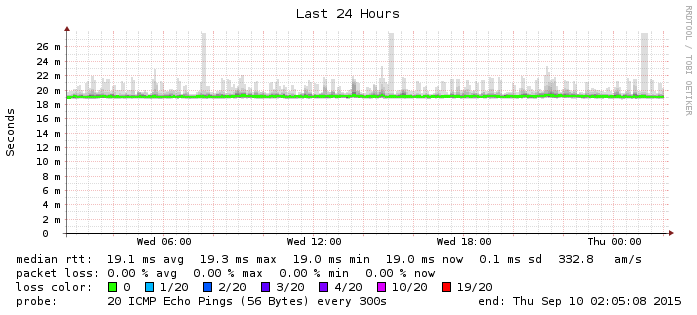 Last 24 Hours
RRDTOOL / TOBI OETIKER
Seconds
26 m
24 m
22 m
20 m
18 m
16 m
14 m
12 m
10 m
8 m
6 m
4 m
2 m
0
Wed 06:00 Wed 12:00 Wed 18:00 Thu 00:00
median rtt: 19.1 ms avg 19.3 ms max 19.0 ms min 19.0 ms now 0.1 ms sd 332.8 am/s
packet loss: 0.00 % avg 0.00 % max 0.00 % min 0.00 % now
loss color: 0 1/20 2/20 3/20 4/20 10/20 19/20
probe: 20 ICMP Echo Pings (56 Bytes) every 300s end: Thu Sep 10 02:05:08 2015